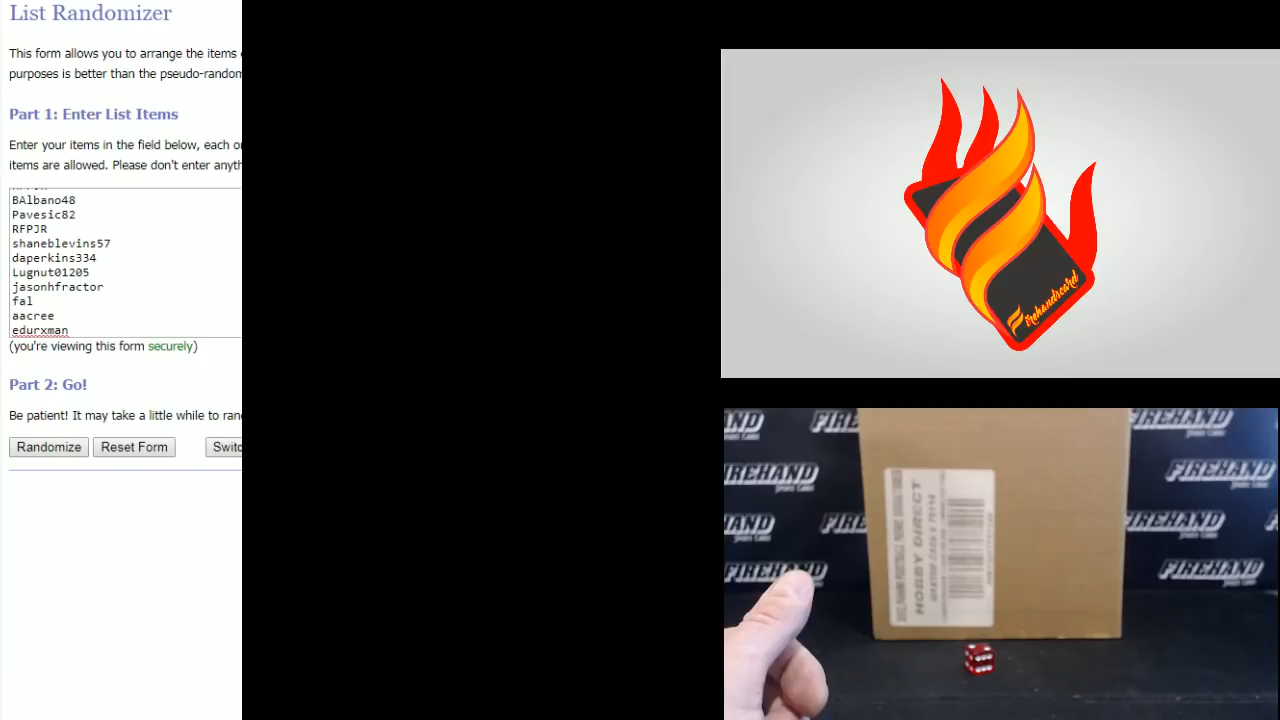 List Randomizer
This form allows you to arrange the items
purposes is better than the pseudo-random
Part 1: Enter List Items
Enter your items in the field below, each
items are allowed. Please don't enter
BAlbano48
Pavesic82
RFPJR
shaneblevins57
daperkins334
Lugnut01205
jasonhfractor
fal
aacree
edurxman
(you're viewing this form securely)
Part 2: Go!
Be patient! It may take a little while to
Randomize Reset Form
Firehandscard
FIREHAND
FIREHAND
FIREHAND
FIREHAND
FIREHAND
HOBBY DIRECT